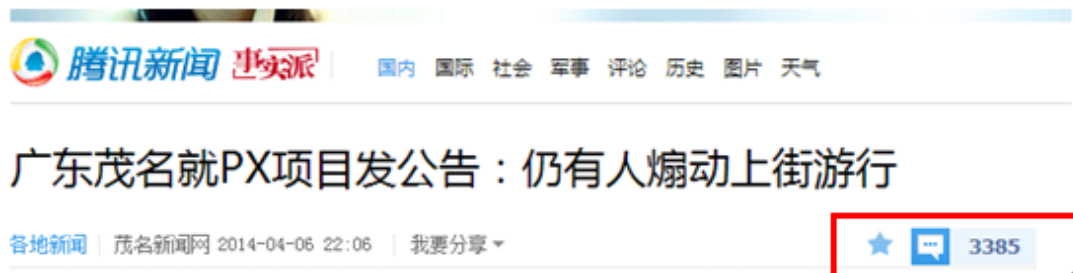 腾讯新闻 事实派 国内 国际 社会 军事 评论 历史 图片 天气
广东茂名就PX项目发公告：仍有人煽动上街游行
各地新闻 茂名新闻网 2014-04-06 22:06 我要分享 3385